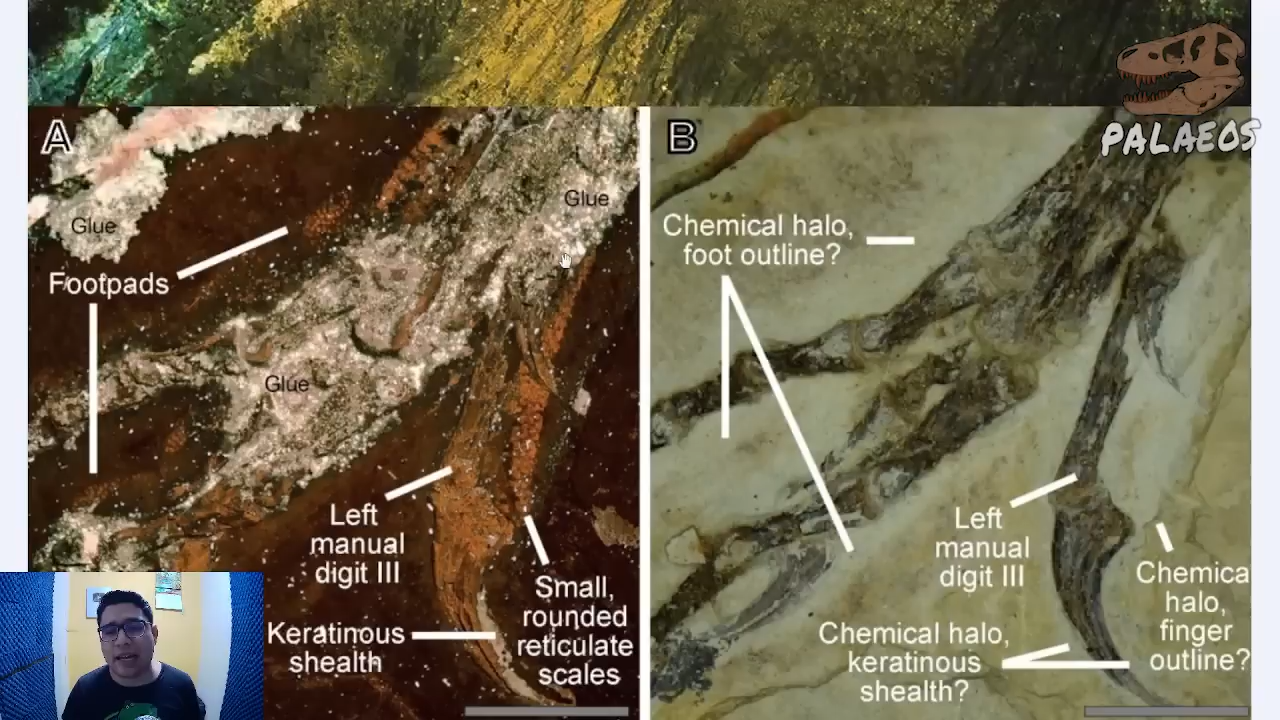 PALAEOS
A
Glue
Glue
Footpads
Glue
Left
manual
digit III
Small,
rounded
reticulate
scales
Keratinous
shealth
B
Chemical halo,
foot outline?
Left
manual
digit III
Chemica
halo,
finger
outline?
Chemical halo,
keratinous
shealth?